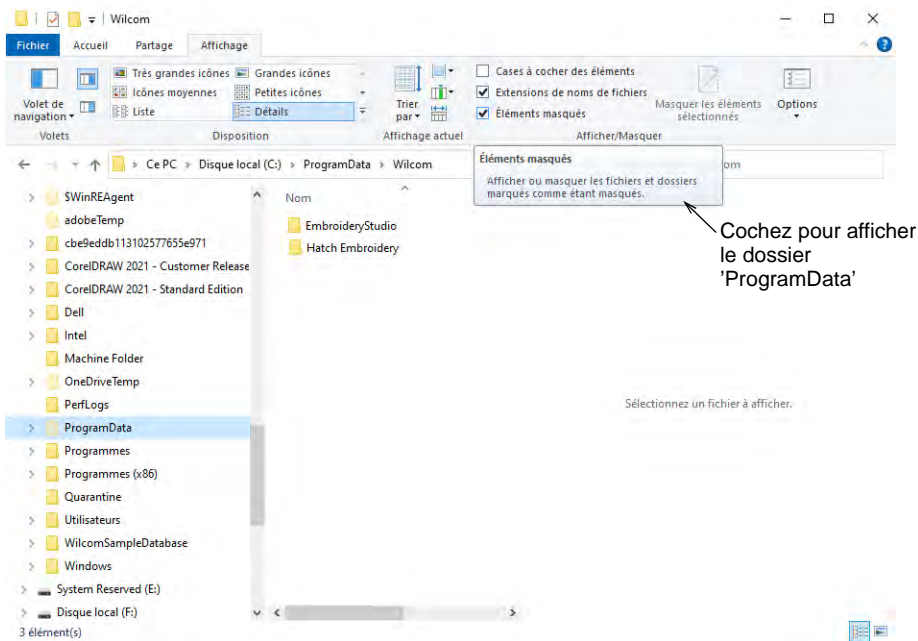 Wilcom
Fichier Accueil Partage Affichage
Volet de navigation
Très grandes icônes Grandes icônes
Icônes moyennes Petites icônes
Liste Détails
Trier par
Cases à cocher des éléments
Extensions de noms de fichiers
Éléments masqués
Masquer les éléments sélectionnés
Options
Volets Disposition Affichage actuel Afficher/Masquer
Ce PC Disque local (C:) ProgramData Wilcom
om
Éléments masqués
Afficher ou masquer les fichiers et dossiers
marqués comme étant masqués.
Cochez pour afficher
le dossier
’ProgramData’
$WinREAgent
adobeTemp
cbe9eddb113102577655e971
CorelDRAW 2021 - Customer Release
CorelDRAW 2021 - Standard Edition
Dell
Intel
Machine Folder
OneDriveTemp
PerfLogs
ProgramData
Programmes
Programmes (x86)
Quarantine
Utilisateurs
WilcomSampleDatabase
Windows
System Reserved (E:)
Disque local (F:)
Nom
EmbroideryStudio
Hatch Embroidery
Sélectionnez un fichier à afficher.
3 élément(s)